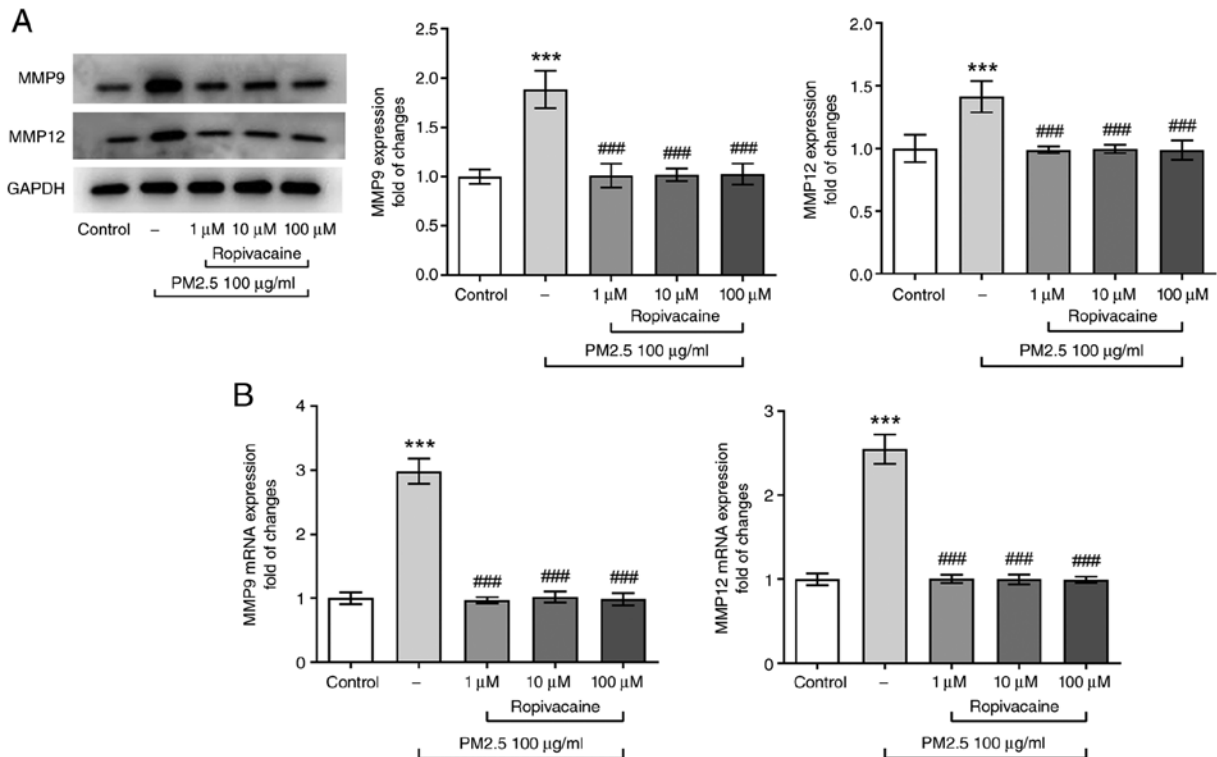 A
MMP9
MMP12
GAPDH
Control – 1 µM 10 µM 100 µM
Ropivacaine
PM2.5 100 µg/ml
MMP9 expression
fold of changes
2.5
2.0
1.5
1.0
0.5
0.0
***
### ### ###
Control – 1 µM 10 µM 100 µM
Ropivacaine
PM2.5 100 µg/ml
MMP12 expression
fold of changes
2.0
1.5
1.0
0.5
0.0
***
### ### ###
Control – 1 µM 10 µM 100 µM
Ropivacaine
PM2.5 100 µg/ml
B
MMP9 mRNA expression
fold of changes
4
3
2
1
0
***
### ### ###
Control – 1 µM 10 µM 100 µM
Ropivacaine
PM2.5 100 µg/ml
MMP12 mRNA expression
fold of changes
3
2
1
0
***
### ### ###
Control – 1 µM 10 µM 100 µM
Ropivacaine
PM2.5 100 µg/ml